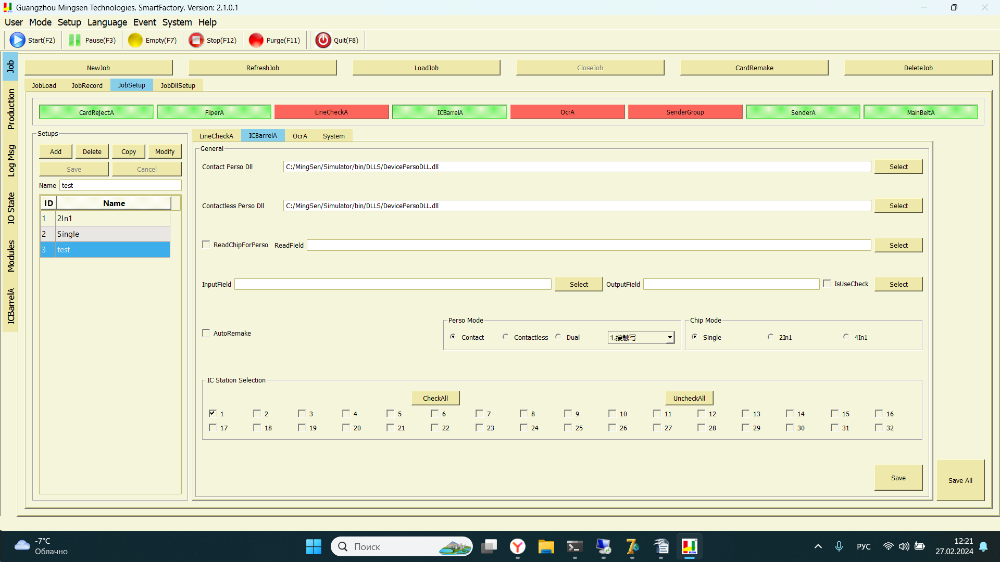 Guangzhou Mingsen Technologies. SmartFactory. Version: 2.1.0.1
User Mode Setup Language Event System Help
Start(F2) Pause(F3) Empty(F7) Stop(F12) Purge(F11) Quit(F8)
Job
Production
Log Msg
IO State
Modules
ICBarrelA
NewJob RefreshJob LoadJob CloseJob CardRemake DeleteJob
JobLoad JobRecord JobSetup JobDllSetup
CardRejectA FliperA LineCheckA ICBarrelA OcrA SenderGroup SenderA MainBeltA
Setups
Add Delete Copy Modify
Save Cancel
Name test
ID Name
1 2In1
2 Single
3 test
LineCheckA ICBarrelA OcrA System
General
Contact Perso Dll C:/MingSen/Simulator/bin/DLLS/DevicePersoDLL.dll Select
Contactless Perso Dll C:/MingSen/Simulator/bin/DLLS/DevicePersoDLL.dll Select
ReadChipForPerso ReadField Select
InputField Select OutputField IsUseCheck Select
AutoRemake
Perso Mode
Contact Contactless Dual 1.接触写
Chip Mode
Single 2In1 4In1
IC Station Selection
CheckAll UncheckAll
1 2 3 4 5 6 7 8 9 10 11 12 13 14 15 16
17 18 19 20 21 22 23 24 25 26 27 28 29 30 31 32
Save
Save All
-7°C
Облачно
Поиск
РУС
12:21
27.02.2024